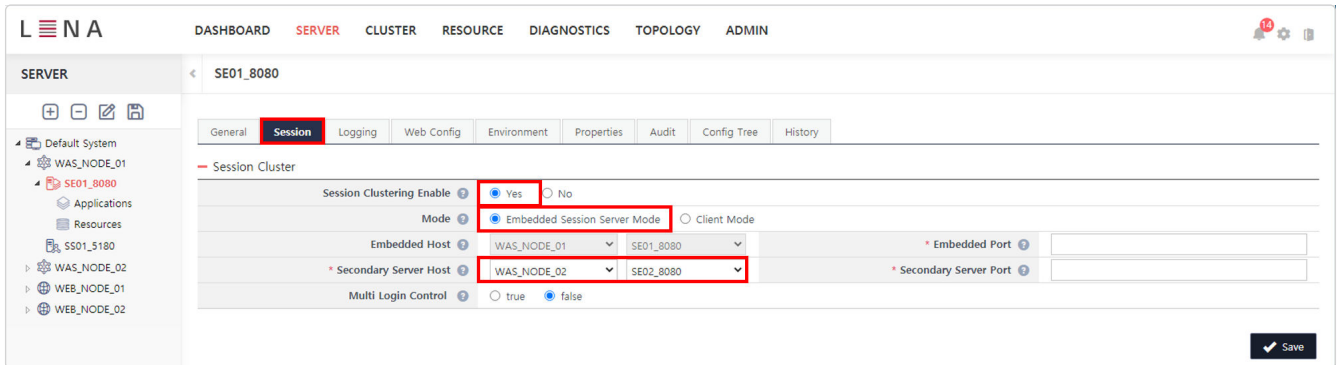 LENA
DASHBOARD SERVER CLUSTER RESOURCE DIAGNOSTICS TOPOLOGY ADMIN
14
SERVER
SE01_8080
General Session Logging Web Config Environment Properties Audit Config Tree History
Default System
WAS_NODE_01
SE01_8080
Applications
Resources
SS01_5180
WAS_NODE_02
WEB_NODE_01
WEB_NODE_02
Session Cluster
Session Clustering Enable ? Yes No
Mode ? Embedded Session Server Mode Client Mode
Embedded Host ? WAS_NODE_01 SE01_8080 * Embedded Port ?
* Secondary Server Host ? WAS_NODE_02 SE02_8080 * Secondary Server Port ?
Multi Login Control ? true false
Save